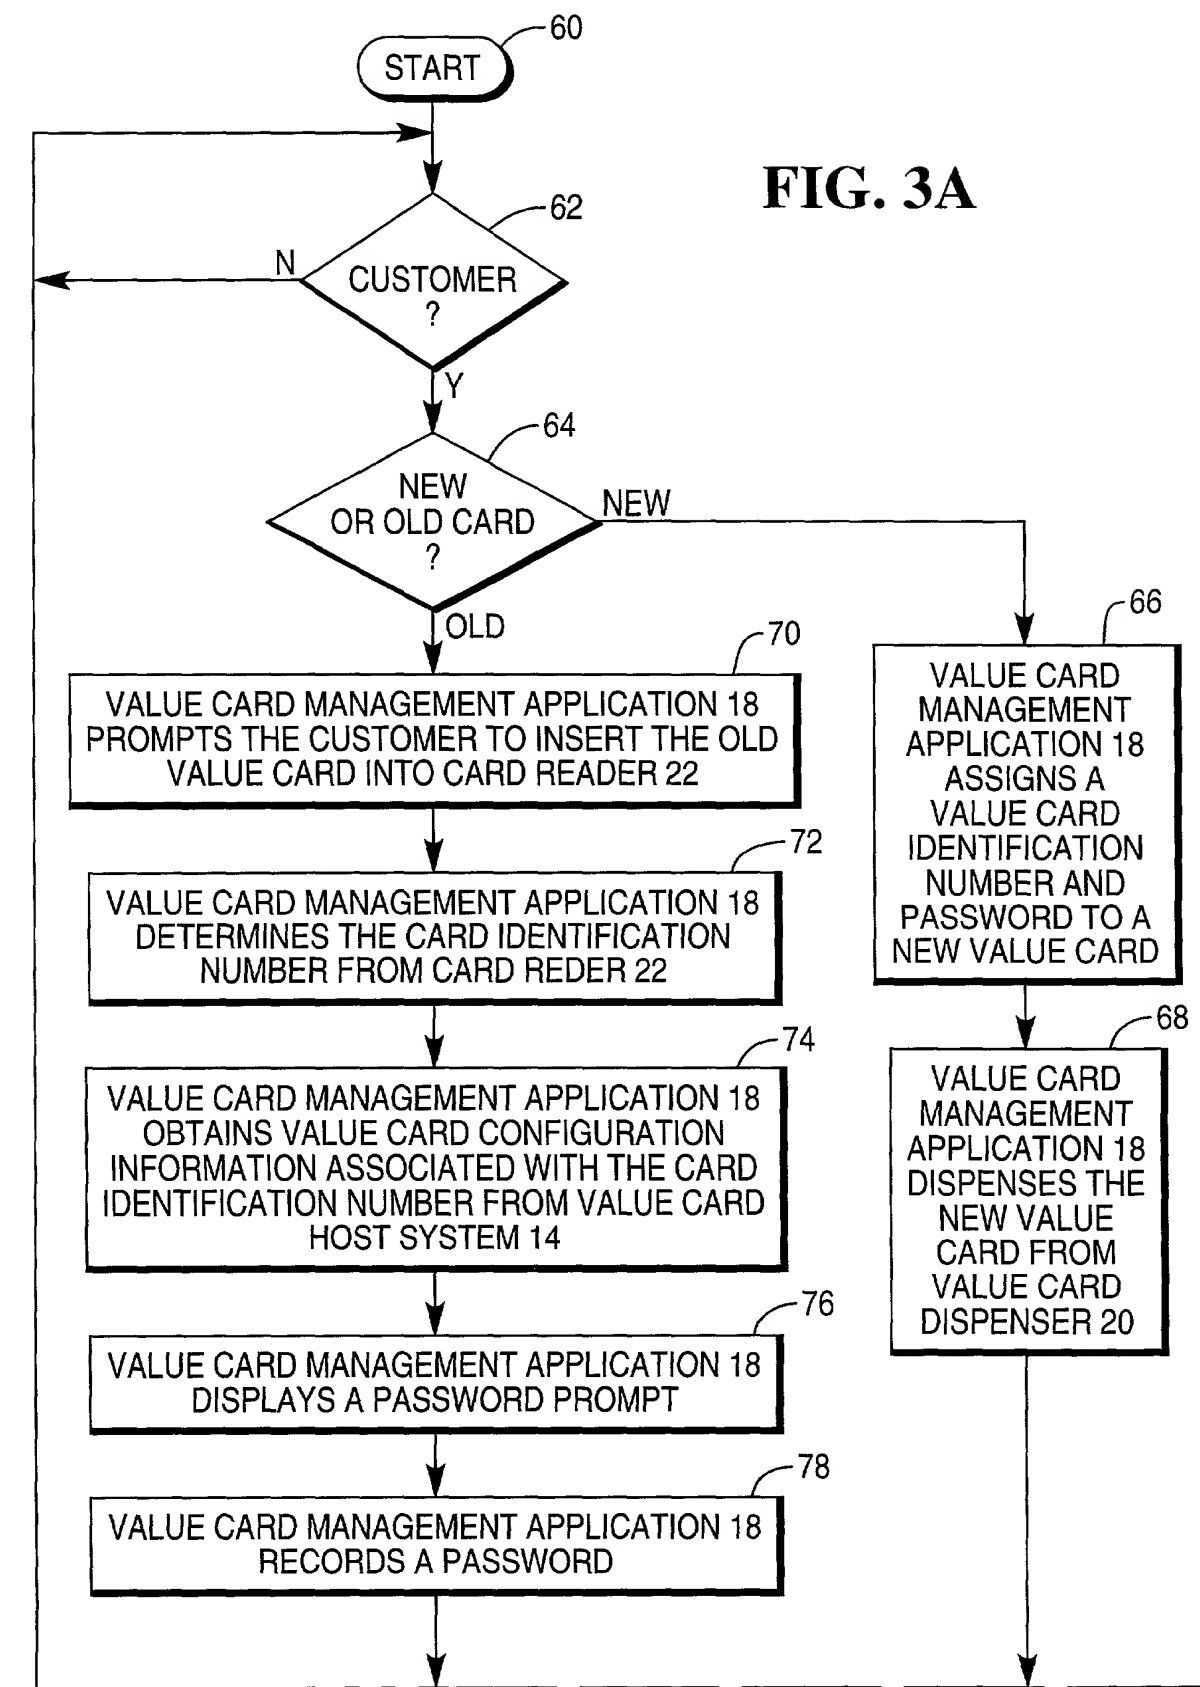 60
START
FIG. 3A
62
N
CUSTOMER
?
Y
64
NEW
OR OLD CARD
?
NEW
OLD
70
VALUE CARD MANAGEMENT APPLICATION 18
PROMPTS THE CUSTOMER TO INSERT THE OLD
VALUE CARD INTO CARD READER 22
72
VALUE CARD MANAGEMENT APPLICATION 18
DETERMINES THE CARD IDENTIFICATION
NUMBER FROM CARD REDER 22
74
VALUE CARD MANAGEMENT APPLICATION 18
OBTAINS VALUE CARD CONFIGURATION
INFORMATION ASSOCIATED WITH THE CARD
IDENTIFICATION NUMBER FROM VALUE CARD
HOST SYSTEM 14
76
VALUE CARD MANAGEMENT APPLICATION 18
DISPLAYS A PASSWORD PROMPT
78
VALUE CARD MANAGEMENT APPLICATION 18
RECORDS A PASSWORD
66
VALUE CARD
MANAGEMENT
APPLICATION 18
ASSIGNS A
VALUE CARD
IDENTIFICATION
NUMBER AND
PASSWORD TO A
NEW VALUE CARD
68
VALUE CARD
MANAGEMENT
APPLICATION 18
DISPENSES THE
NEW VALUE
CARD FROM
VALUE CARD
DISPENSER 20